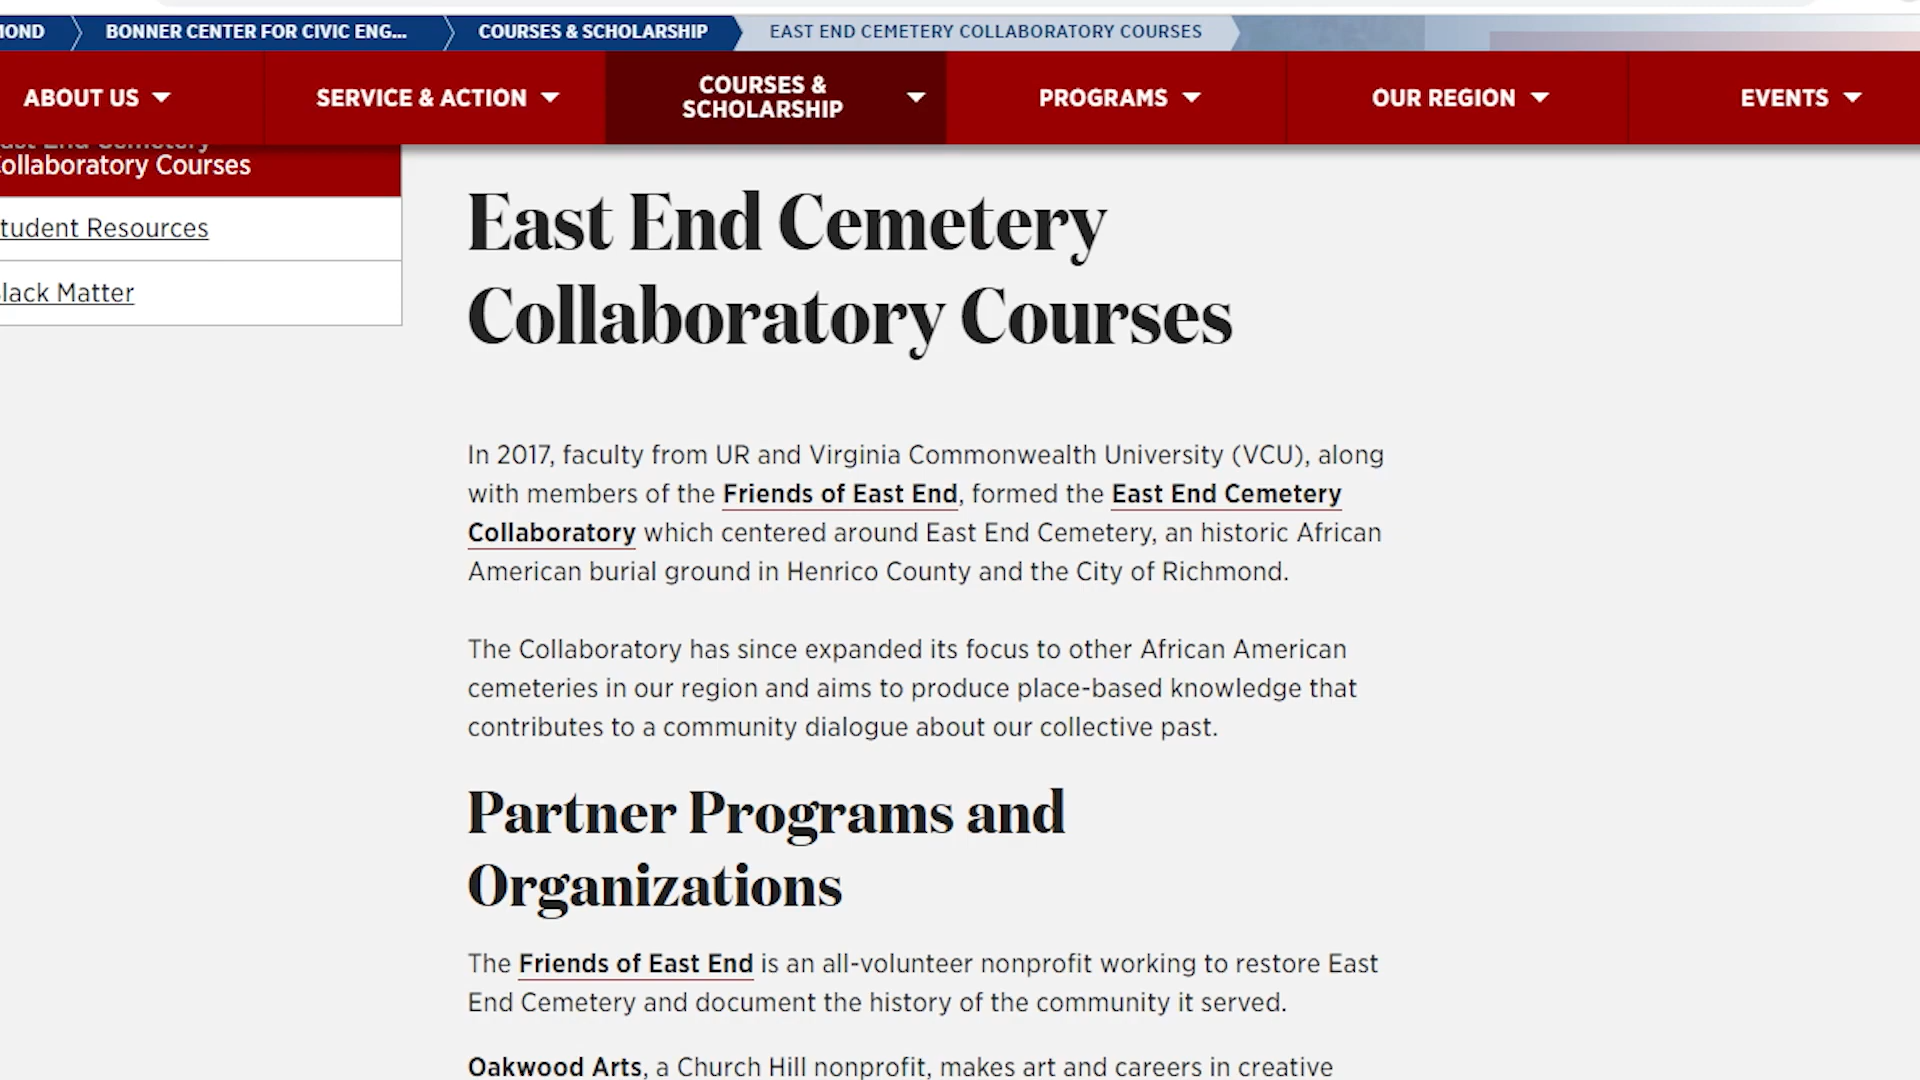 BONNER CENTER FOR CIVIC ENG... COURSES & SCHOLARSHIP EAST END CEMETERY COLLABORATORY COURSES
ABOUT US SERVICE & ACTION COURSES & SCHOLARSHIP PROGRAMS OUR REGION EVENTS
Courses
Resources
Matter
East End Cemetery
Collaboratory Courses
In 2017, faculty from UR and Virginia Commonwealth University (VCU), along
with members of the Friends of East End, formed the East End Cemetery
Collaboratory which centered around East End Cemetery, an historic African
American burial ground in Henrico County and the City of Richmond.
The Collaboratory has since expanded its focus to other African American
cemeteries in our region and aims to produce place-based knowledge that
contributes to a community dialogue about our collective past.
Partner Programs and
Organizations
The Friends of East End is an all-volunteer nonprofit working to restore East
End Cemetery and document the history of the community it served.
Oakwood Arts, a Church Hill nonprofit, makes art and careers in creative